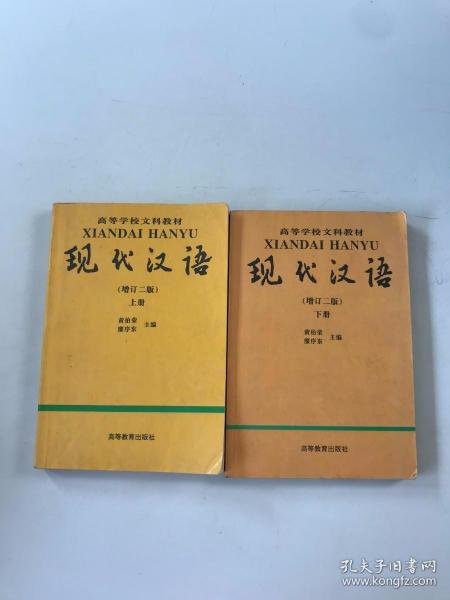 高等学校文科教材
XIANDAI HANYU
现代汉语
(增订二版)
上册
黄伯荣
廖序东
主编
高等教育出版社
高等学校文科教材
XIANDAI HANYU
现代汉语
(增订二版)
下册
黄伯荣
廖序东
主编
高等教育出版社
孔夫子旧书网
www.kongfz.com